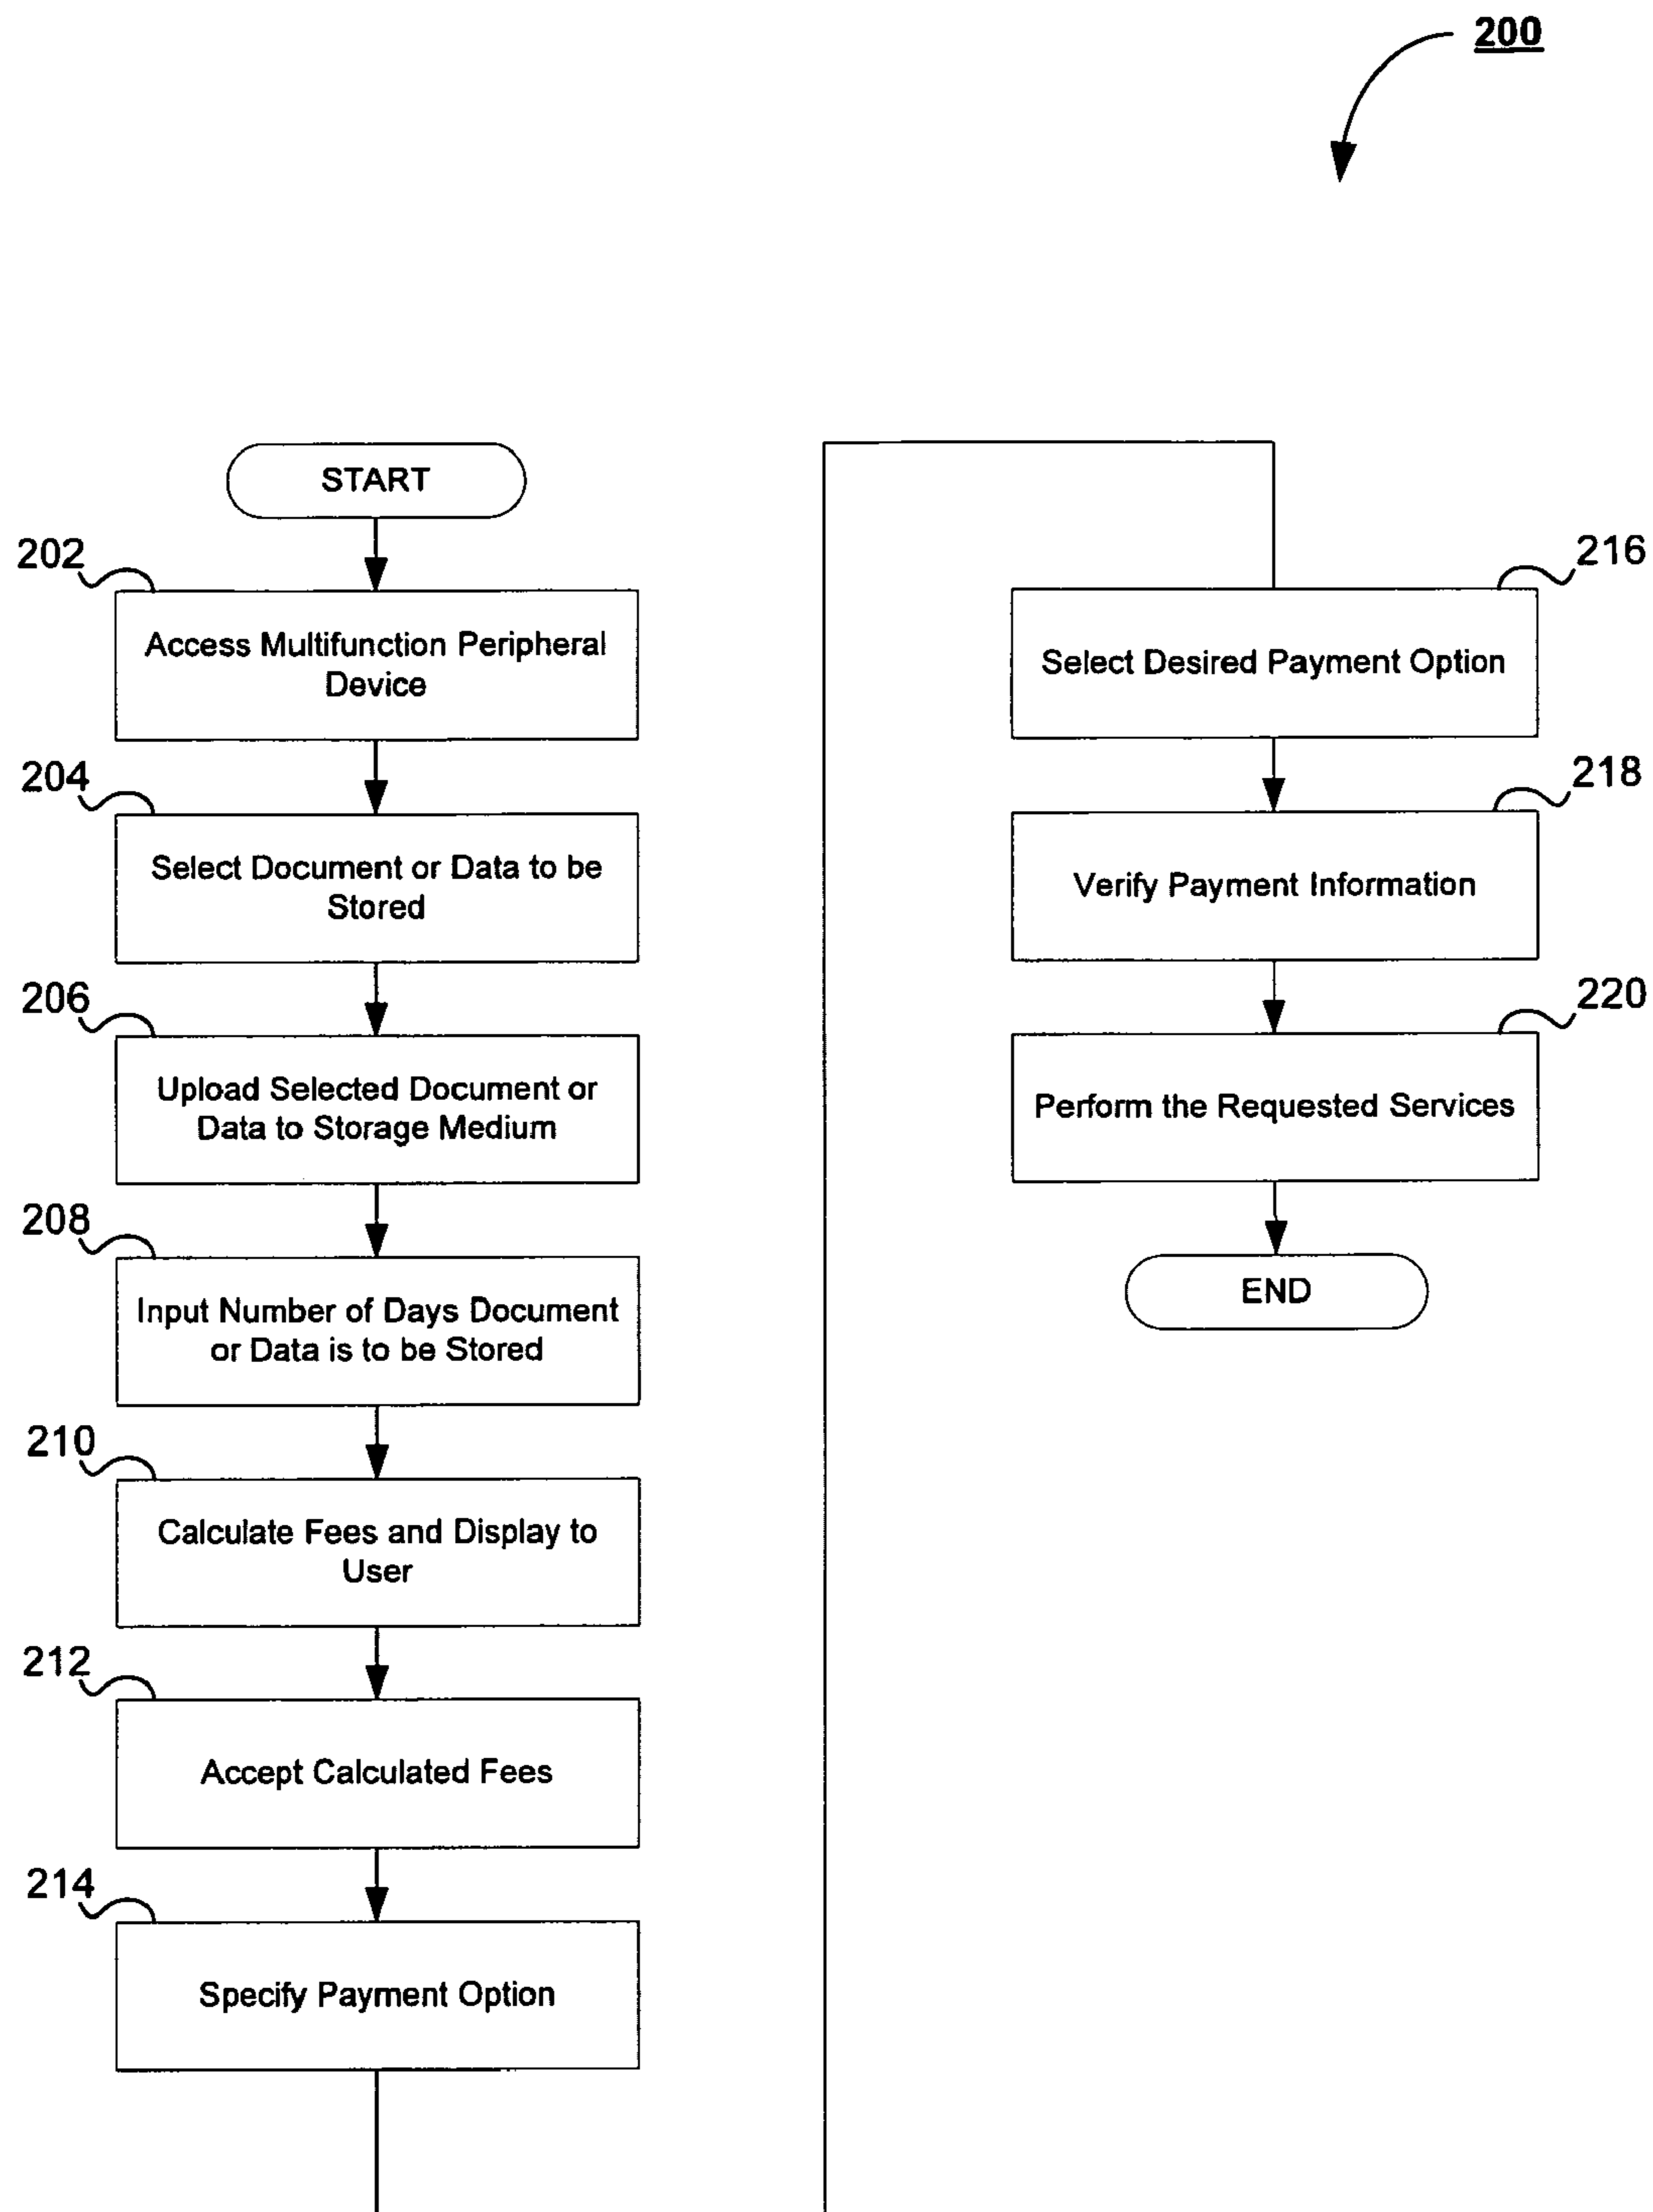 200
START
202
Access Multifunction Peripheral
Device
204
Select Document or Data to be
Stored
206
Upload Selected Document or
Data to Storage Medium
208
Input Number of Days Document
or Data is to be Stored
210
Calculate Fees and Display to
User
212
Accept Calculated Fees
214
Specify Payment Option
216
Select Desired Payment Option
218
Verify Payment Information
220
Perform the Requested Services
END